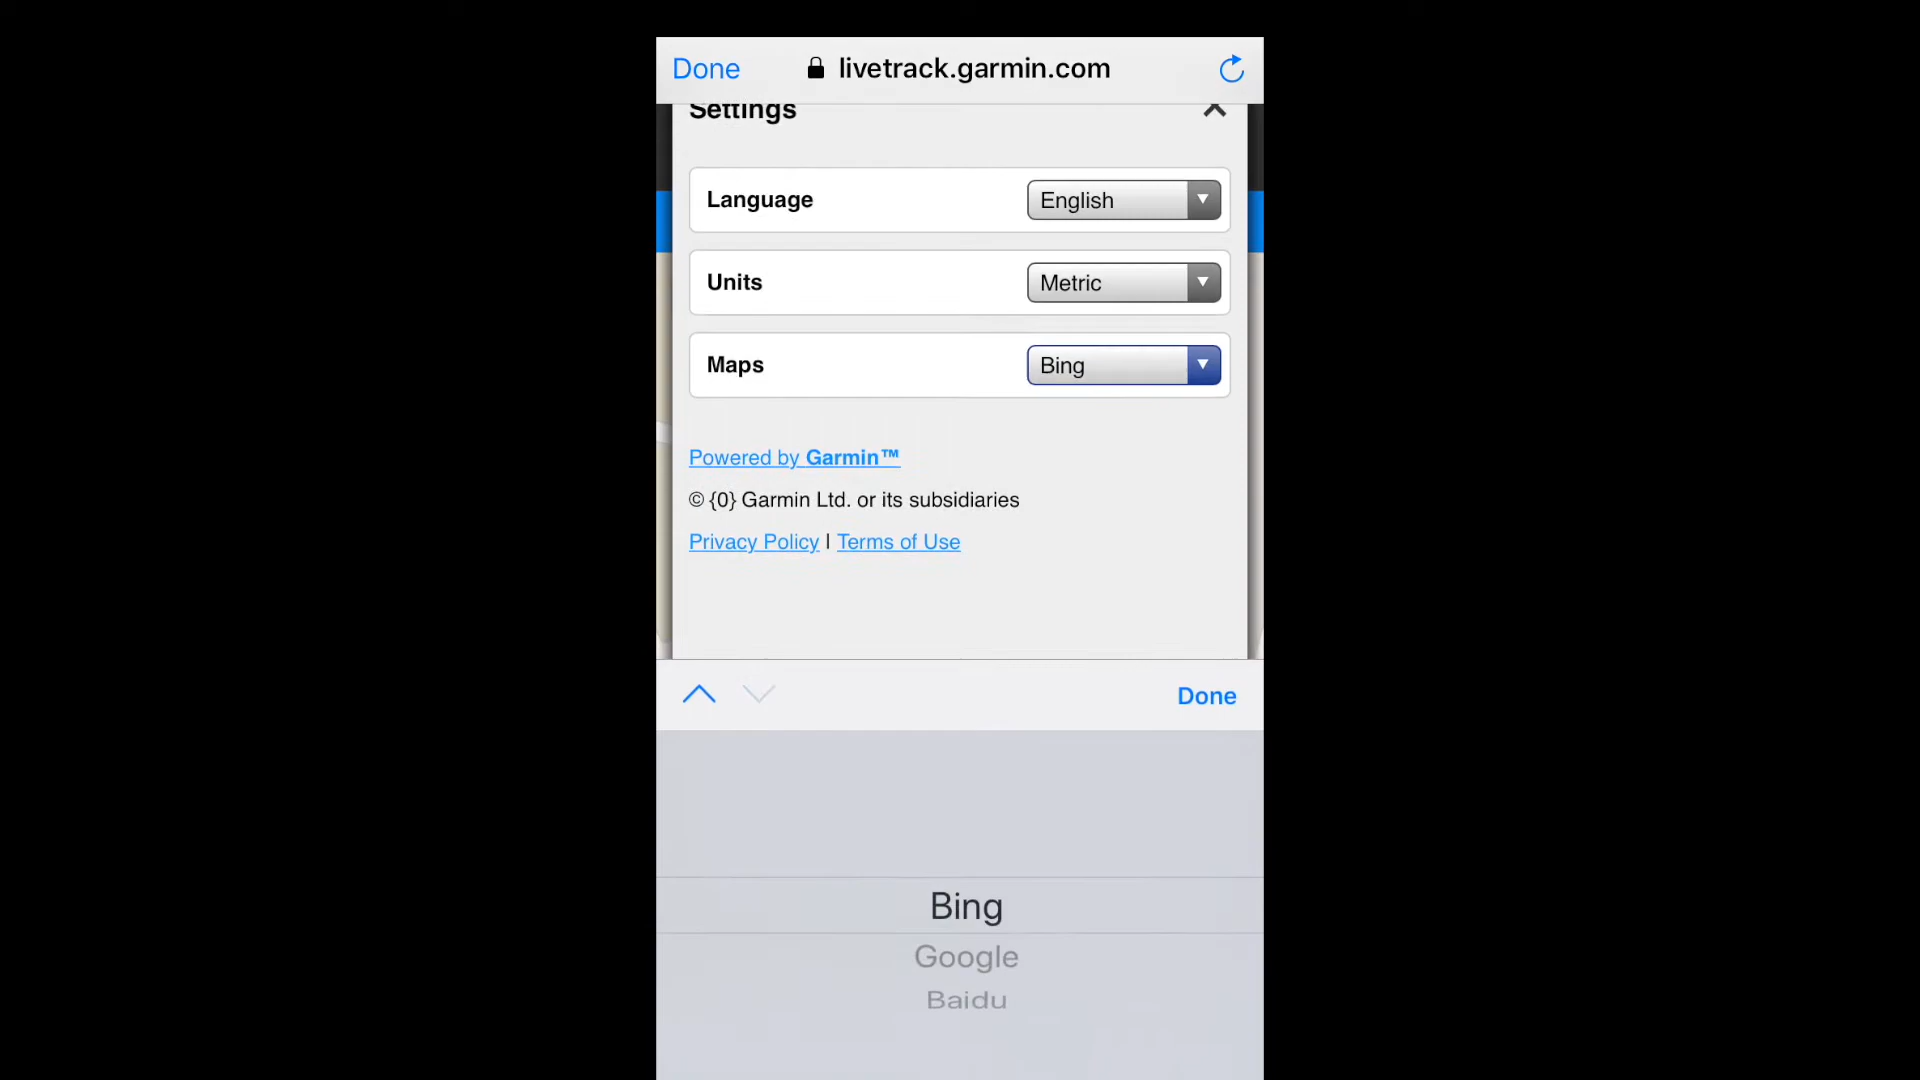 Done livetrack.garmin.com
Settings
Language English
Units Metric
Maps Bing
Powered by Garmin™
© {0} Garmin Ltd. or its subsidiaries
Privacy Policy | Terms of Use
Done
Bing
Google
Baidu